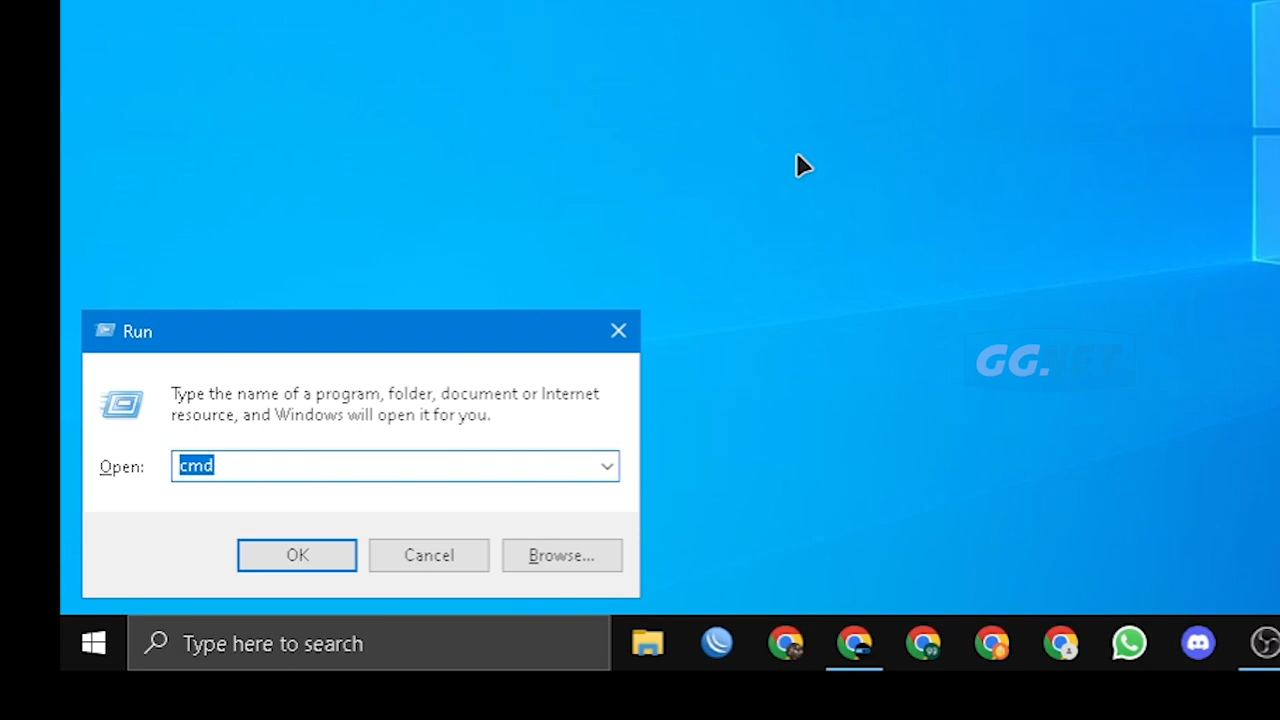 GG.NET
Run
Type the name of a program, folder, document or Internet
resource, and Windows will open it for you.
Open: cmd
OK Cancel Browse...
Type here to search
93